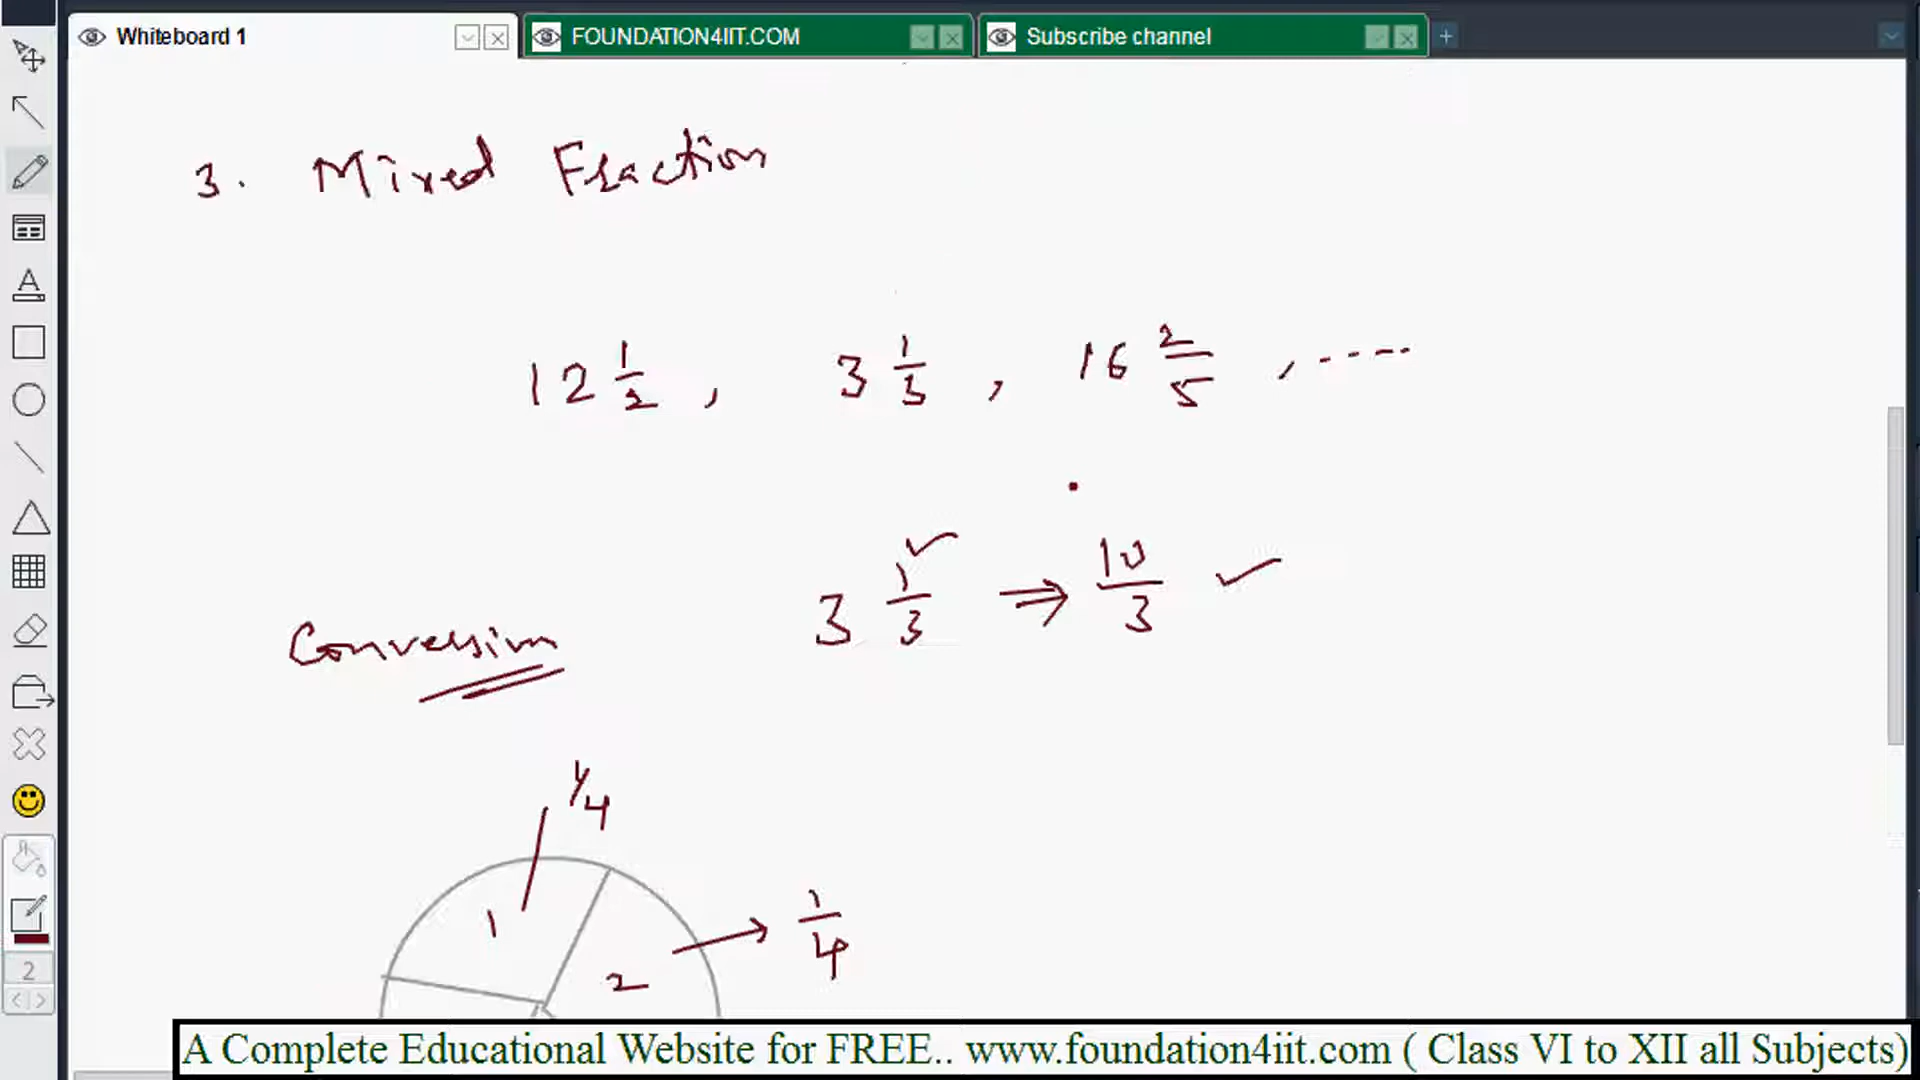 Whiteboard 1 FOUNDATION4IIT.COM Subscribe channel
3. Mixed Fraction
12 1/2, 3 1/3, 16 2/5, .....
3 1/3 ⇒ 10/3
Conversion
1/4
1 → 1/4
2
2
A Complete Educational Website for FREE.. www.foundation4iit.com ( Class VI to XII all Subjects)